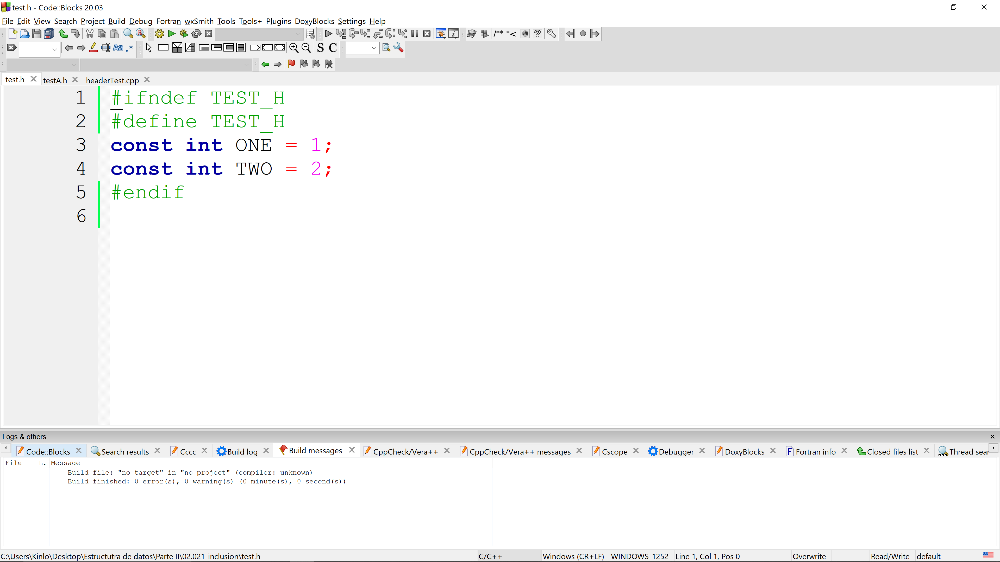 test.h - Code::Blocks 20.03
File Edit View Search Project Build Debug Fortran wxSmith Tools Tools+ Plugins DoxyBlocks Settings Help
/** *<
Aa .* S C
test.h testA.h headerTest.cpp
1 #ifndef TEST_H
2 #define TEST_H
3 const int ONE = 1;
4 const int TWO = 2;
5 #endif
6
Logs & others
Code::Blocks Search results Cccc Build log Build messages CppCheck/Vera++ CppCheck/Vera++ messages Cscope Debugger DoxyBlocks Fortran info Closed files list Thread sear
File L. Message
=== Build file: "no target" in "no project" (compiler: unknown) ===
=== Build finished: 0 error(s), 0 warning(s) (0 minute(s), 0 second(s)) ===
C:\Users\Kinlo\Desktop\Estructutra de datos\Parte II\02.021_inclusion\test.h C/C++ Windows (CR+LF) WINDOWS-1252 Line 1, Col 1, Pos 0 Overwrite Read/Write default